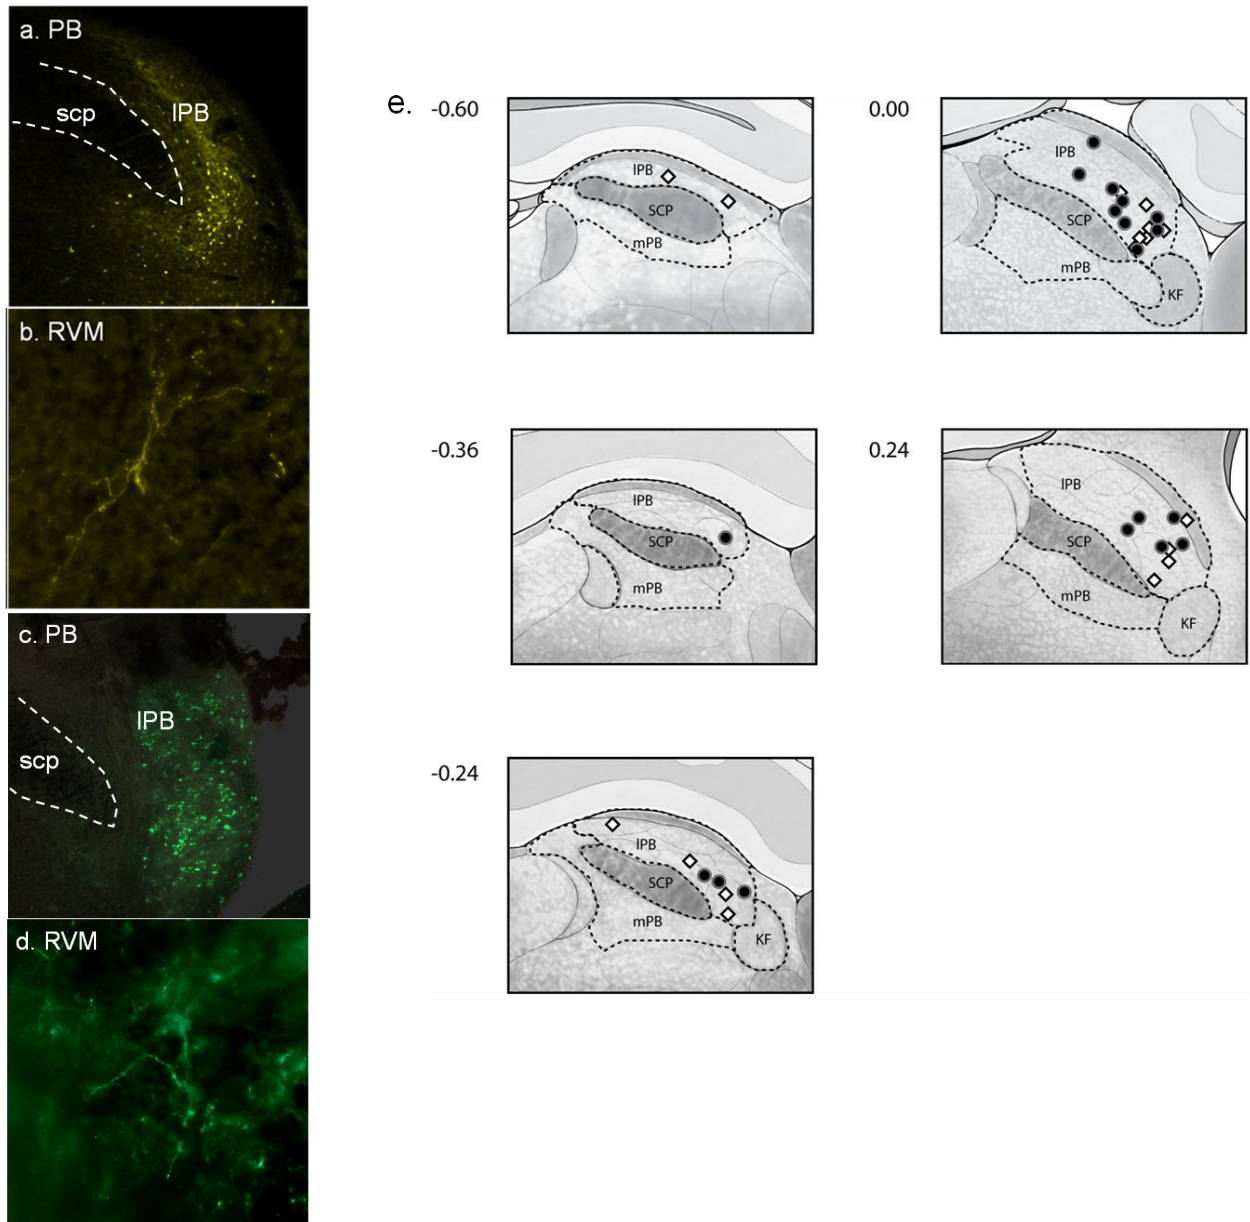 a. PB
scp
lPB
b. RVM
c. PB
lPB
scp
d. RVM
e.
-0.60
lPB
SCP
mPB
0.00
lPB
SCP
mPB
KF
-0.36
lPB
SCP
mPB
0.24
lPB
SCP
mPB
KF
-0.24
lPB
SCP
mPB
KF